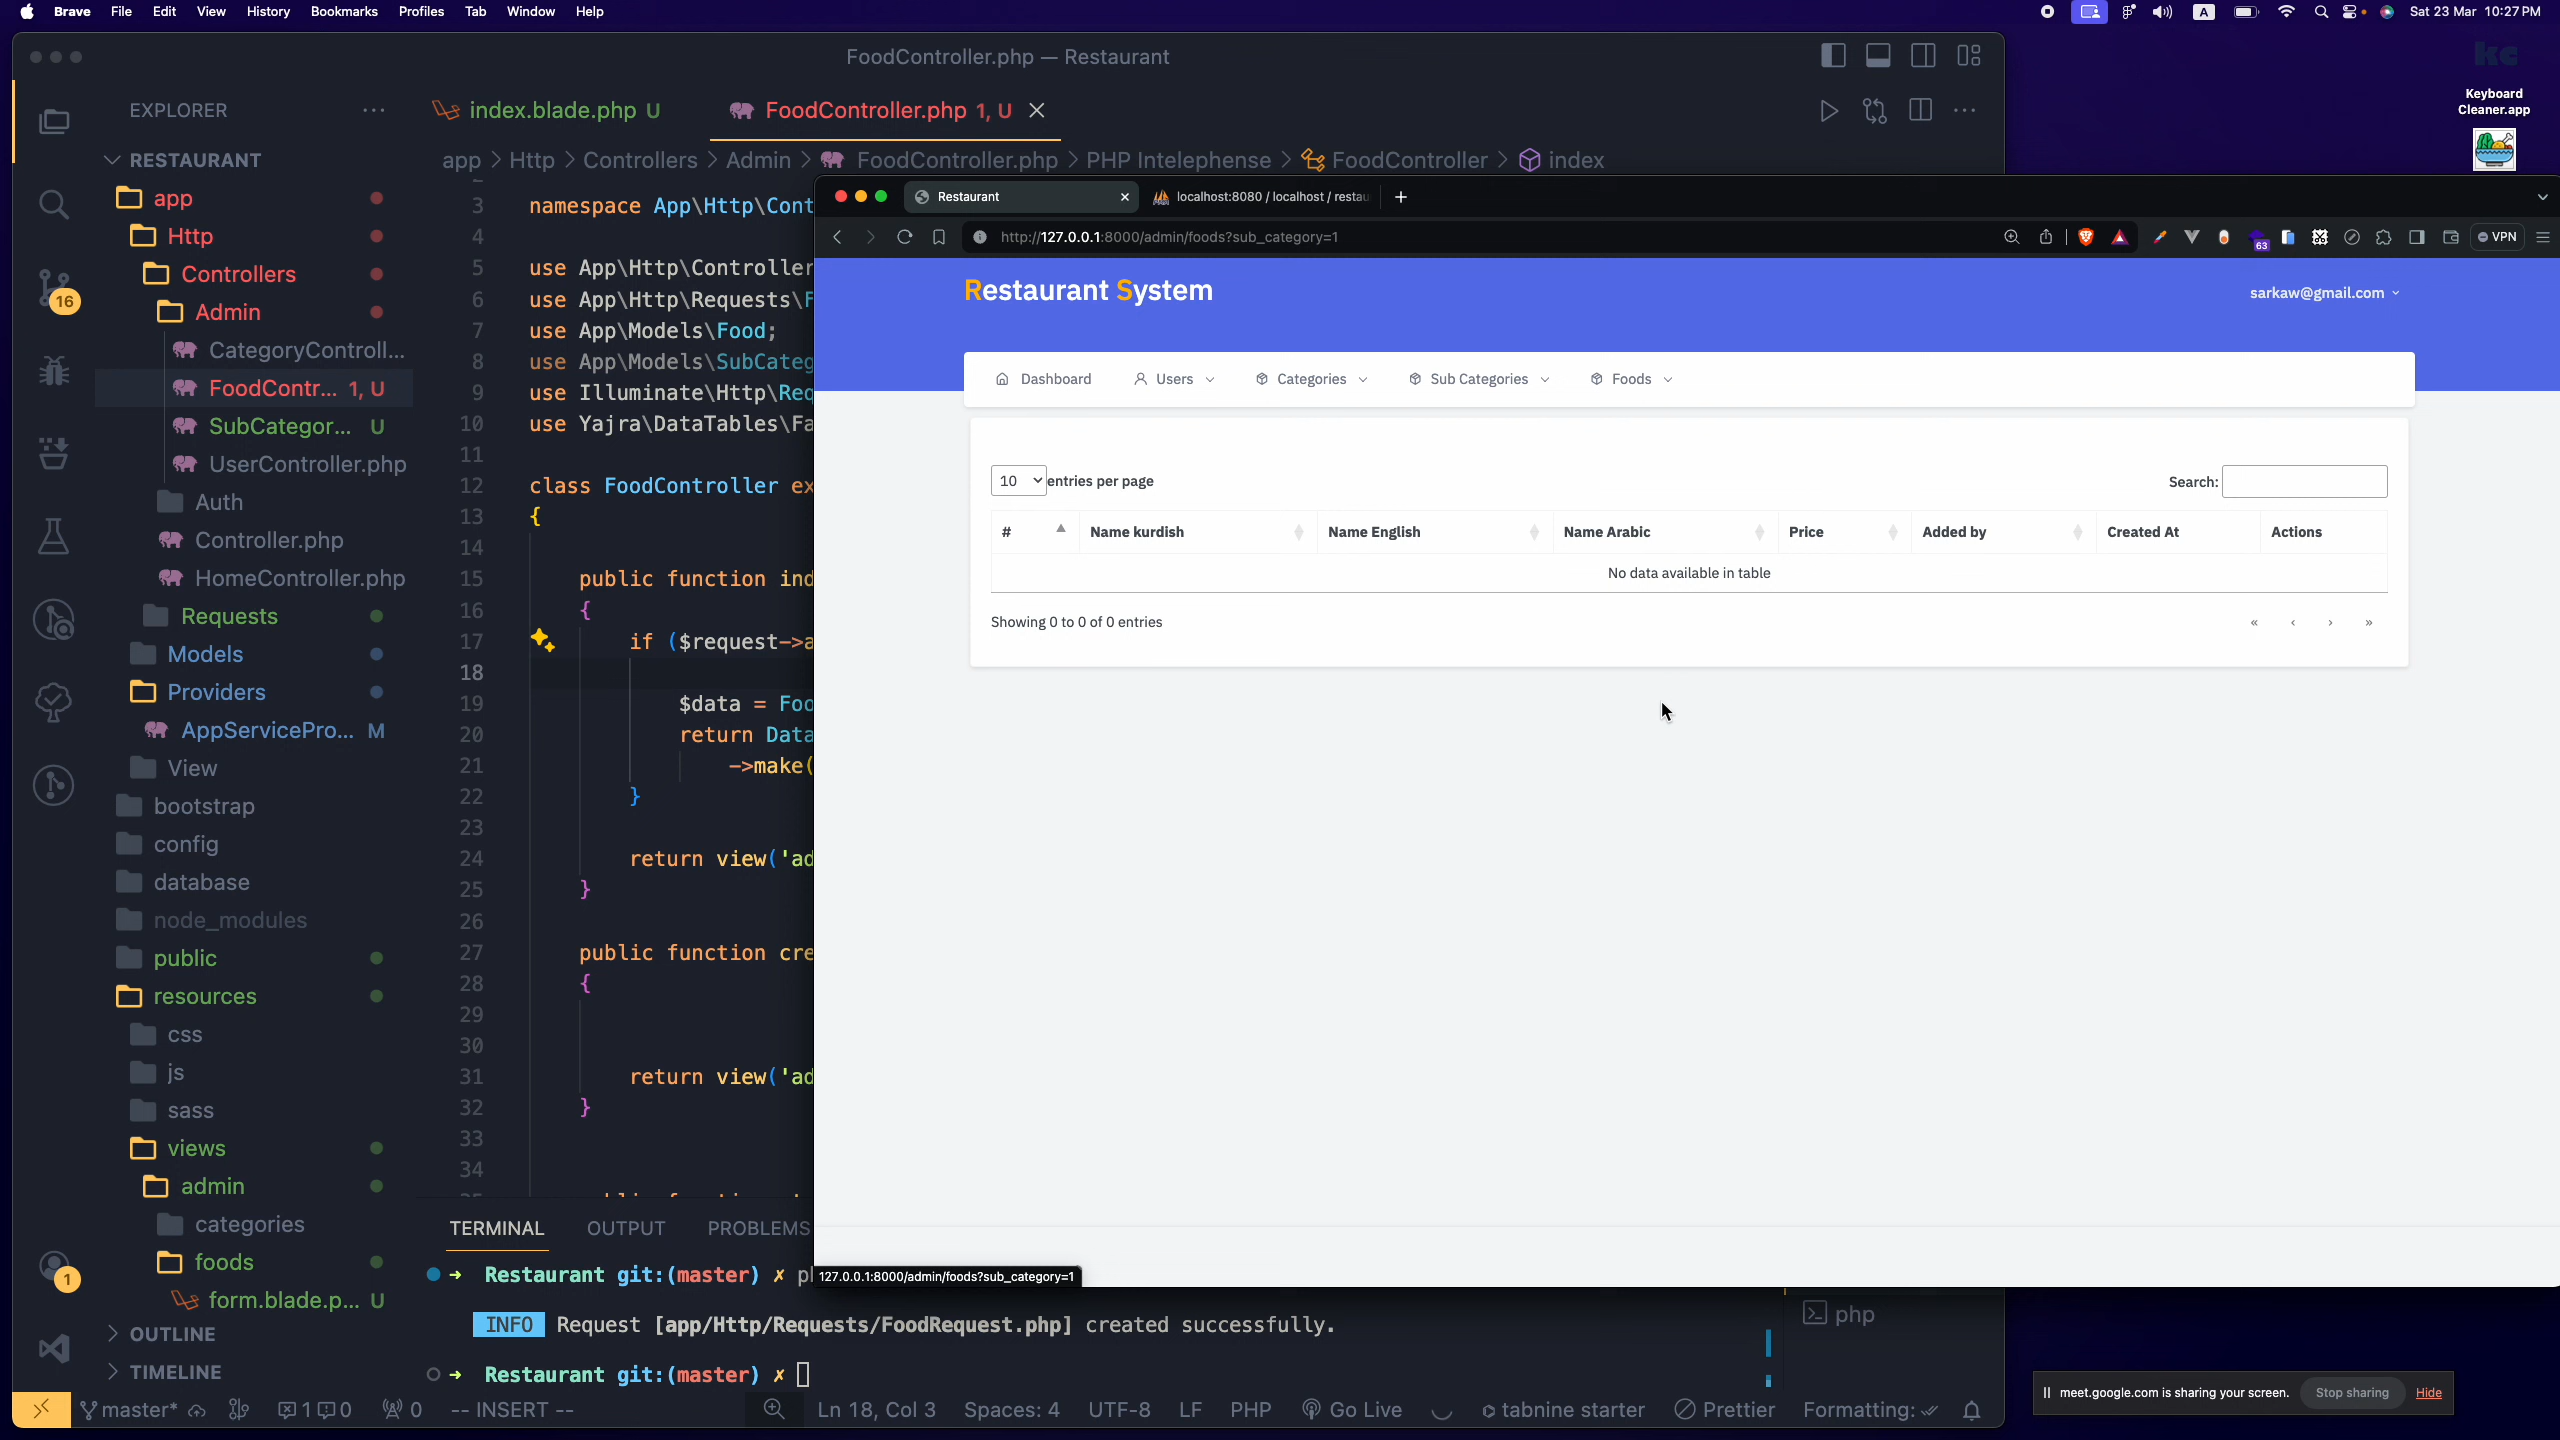 Brave File Edit View History Bookmarks Profiles Tab Window Help
A
Sat 23 Mar 10:27 PM
FoodController.php — Restaurant
kc
Keyboard
Cleaner.app
EXPLORER
index.blade.php U
FoodController.php 1, U
RESTAURANT
app > Http > Controllers > Admin > FoodController.php > PHP Intelephense > FoodController > index
app
Http
Controllers
Admin
CategoryControll...
FoodContr... 1, U
SubCategor... U
UserController.php
Auth
Controller.php
HomeController.php
Requests
Models
Providers
AppServicePro... M
View
bootstrap
config
database
node_modules
public
resources
css
js
sass
views
admin
categories
foods
form.blade.p... U
OUTLINE
TIMELINE
16
1
3 namespace App\Http\Cont
4
5 use App\Http\Controller
6 use App\Http\Requests\F
7 use App\Models\Food;
8 use App\Models\SubCateg
9 use Illuminate\Http\Req
10 use Yajra\DataTables\Fa
11
12 class FoodController ex
13 {
14
15 public function ind
16 {
17 if ($request->a
18
19 $data = Foo
20 return Data
21 ->make(
22 }
23
24 return view('ad
25 }
26
27 public function cre
28 {
29
30
31 return view('ad
32 }
33
34
Restaurant
localhost:8080 / localhost / restau
http://127.0.0.1:8000/admin/foods?sub_category=1
63
VPN
Restaurant System
sarkaw@gmail.com
Dashboard Users Categories Sub Categories Foods
10 entries per page
Search:
# Name kurdish Name English Name Arabic Price Added by Created At Actions
No data available in table
Showing 0 to 0 of 0 entries
« ‹ › »
127.0.0.1:8000/admin/foods?sub_category=1
TERMINAL OUTPUT PROBLEMS
➜ Restaurant git:(master) ✗ p
INFO Request [app/Http/Requests/FoodRequest.php] created successfully.
➜ Restaurant git:(master) ✗
php
master* 1 0 0 -- INSERT -- Ln 18, Col 3 Spaces: 4 UTF-8 LF PHP Go Live tabnine starter Prettier Formatting:
meet.google.com is sharing your screen. Stop sharing Hide